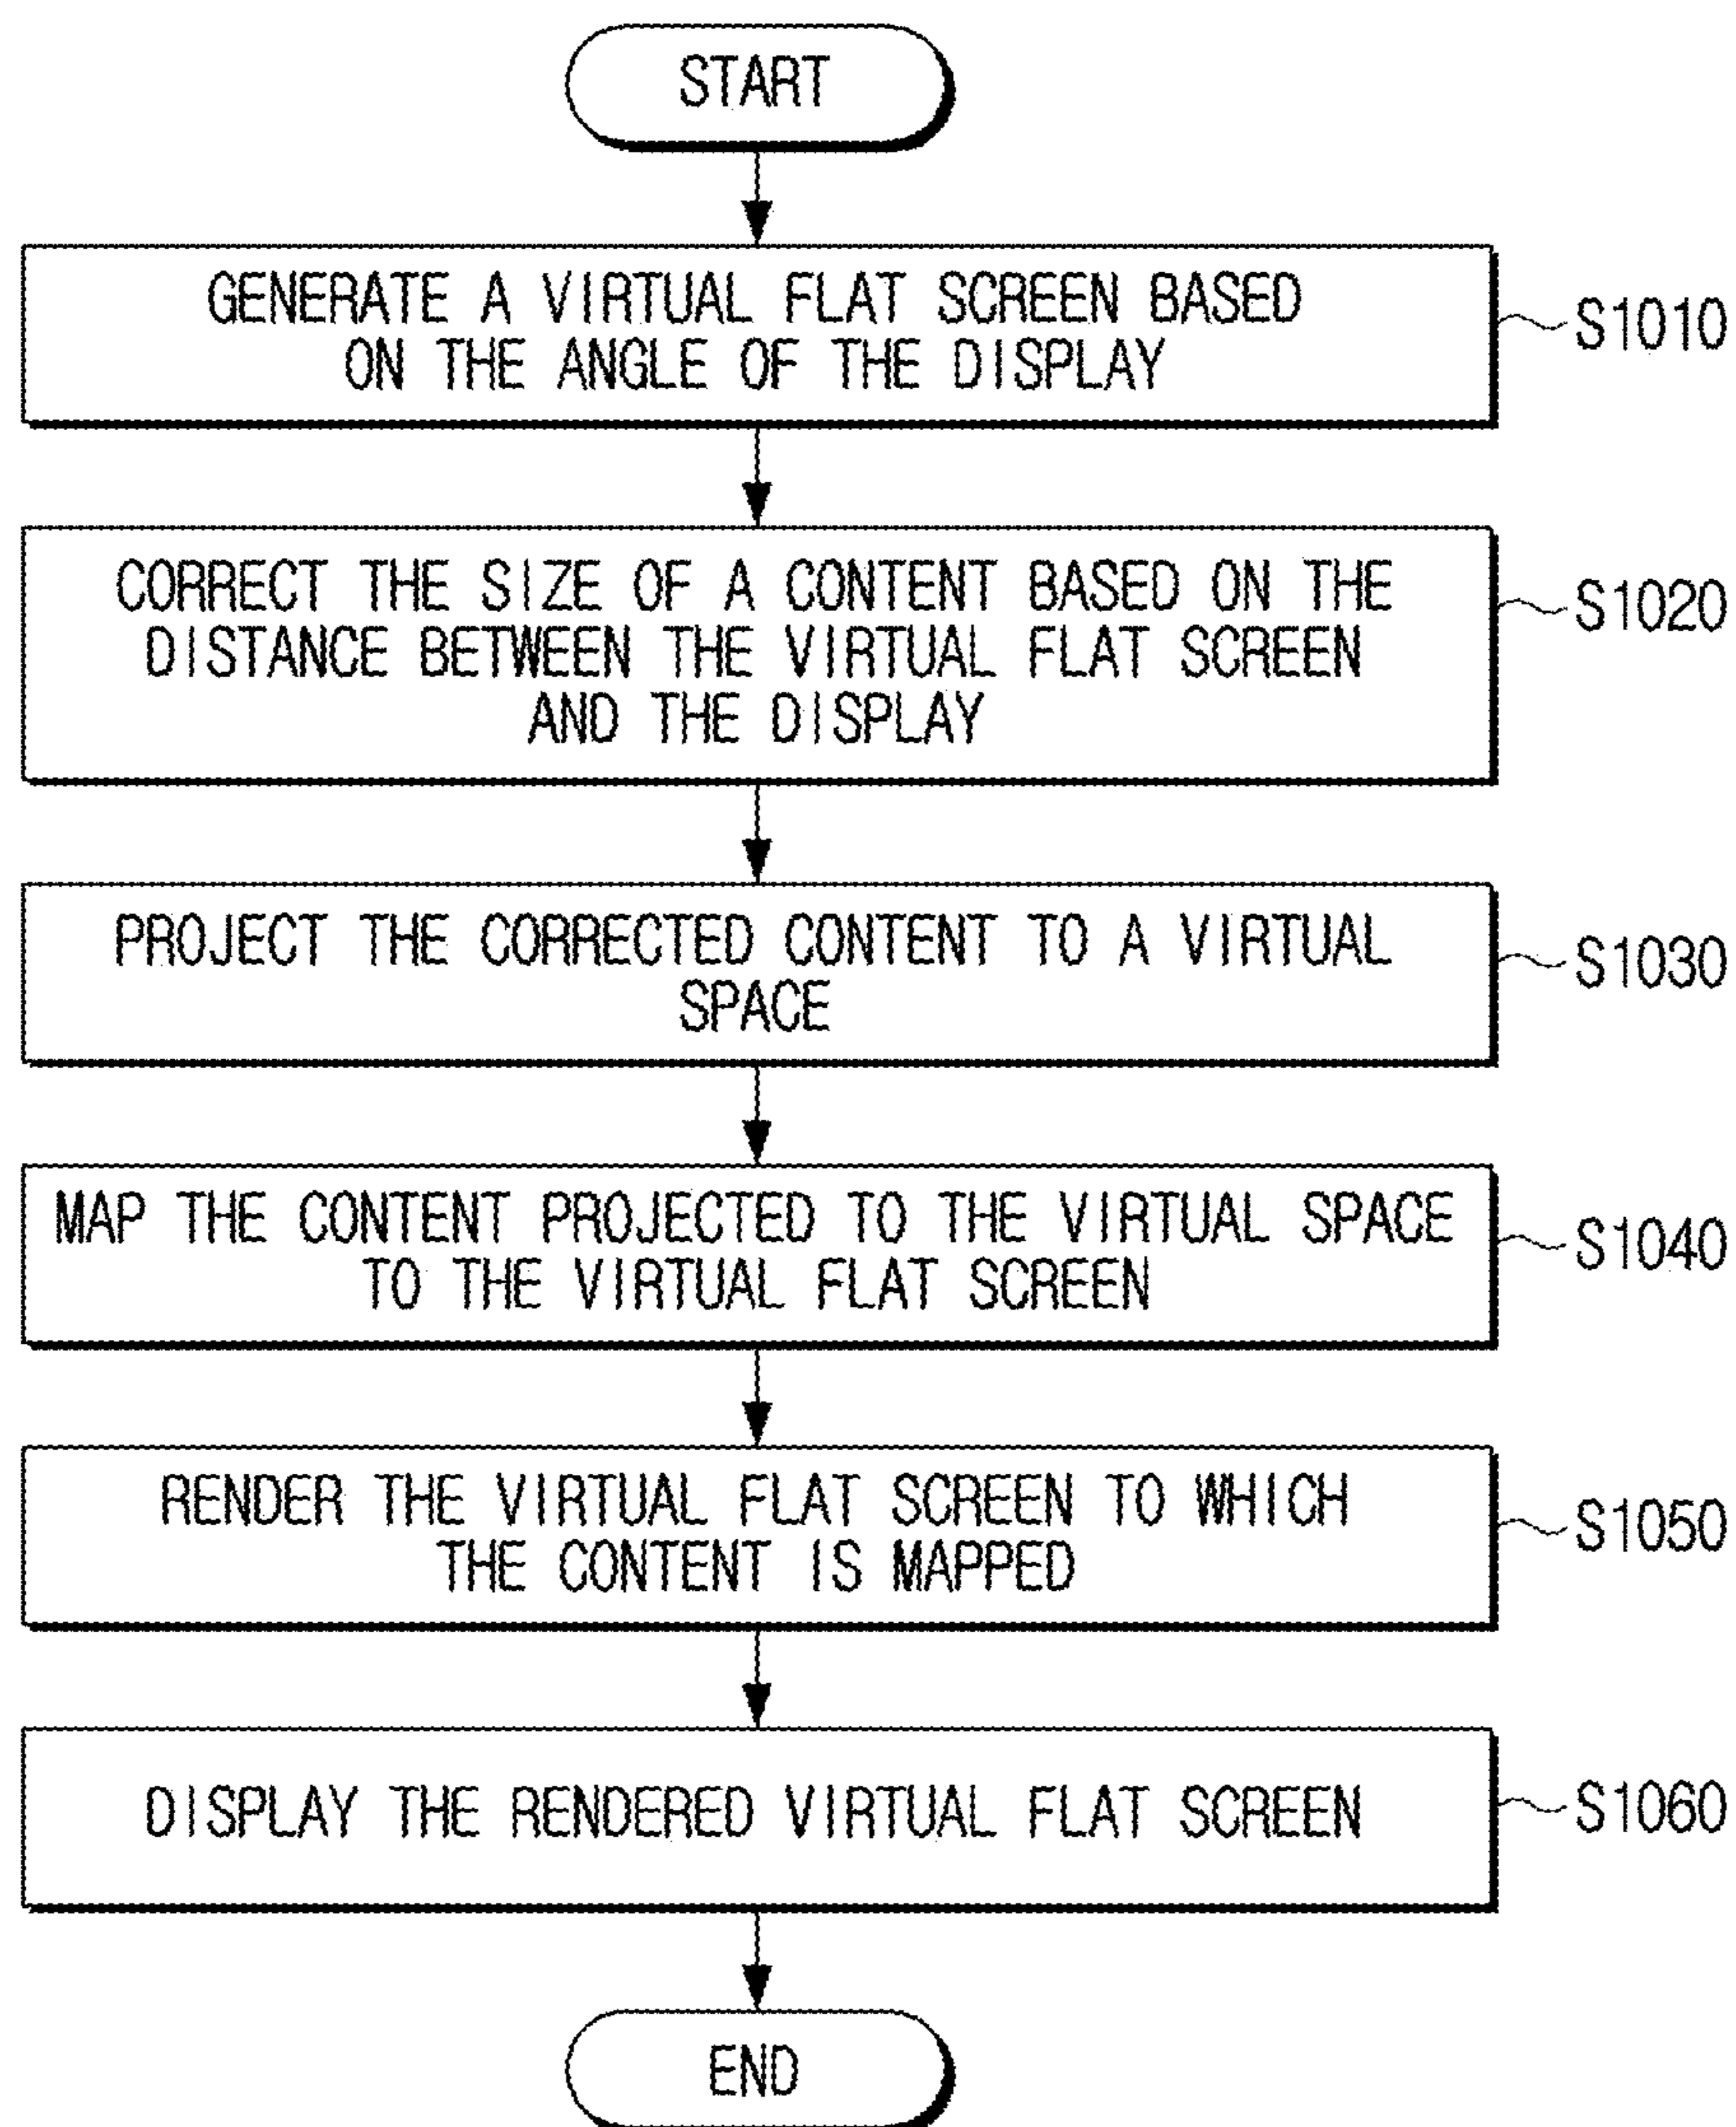 START
GENERATE A VIRTUAL FLAT SCREEN BASED
ON THE ANGLE OF THE DISPLAY
S1010
CORRECT THE SIZE OF A CONTENT BASED ON THE
DISTANCE BETWEEN THE VIRTUAL FLAT SCREEN
AND THE DISPLAY
S1020
PROJECT THE CORRECTED CONTENT TO A VIRTUAL
SPACE
S1030
MAP THE CONTENT PROJECTED TO THE VIRTUAL SPACE
TO THE VIRTUAL FLAT SCREEN
S1040
RENDER THE VIRTUAL FLAT SCREEN TO WHICH
THE CONTENT IS MAPPED
S1050
DISPLAY THE RENDERED VIRTUAL FLAT SCREEN
S1060
END